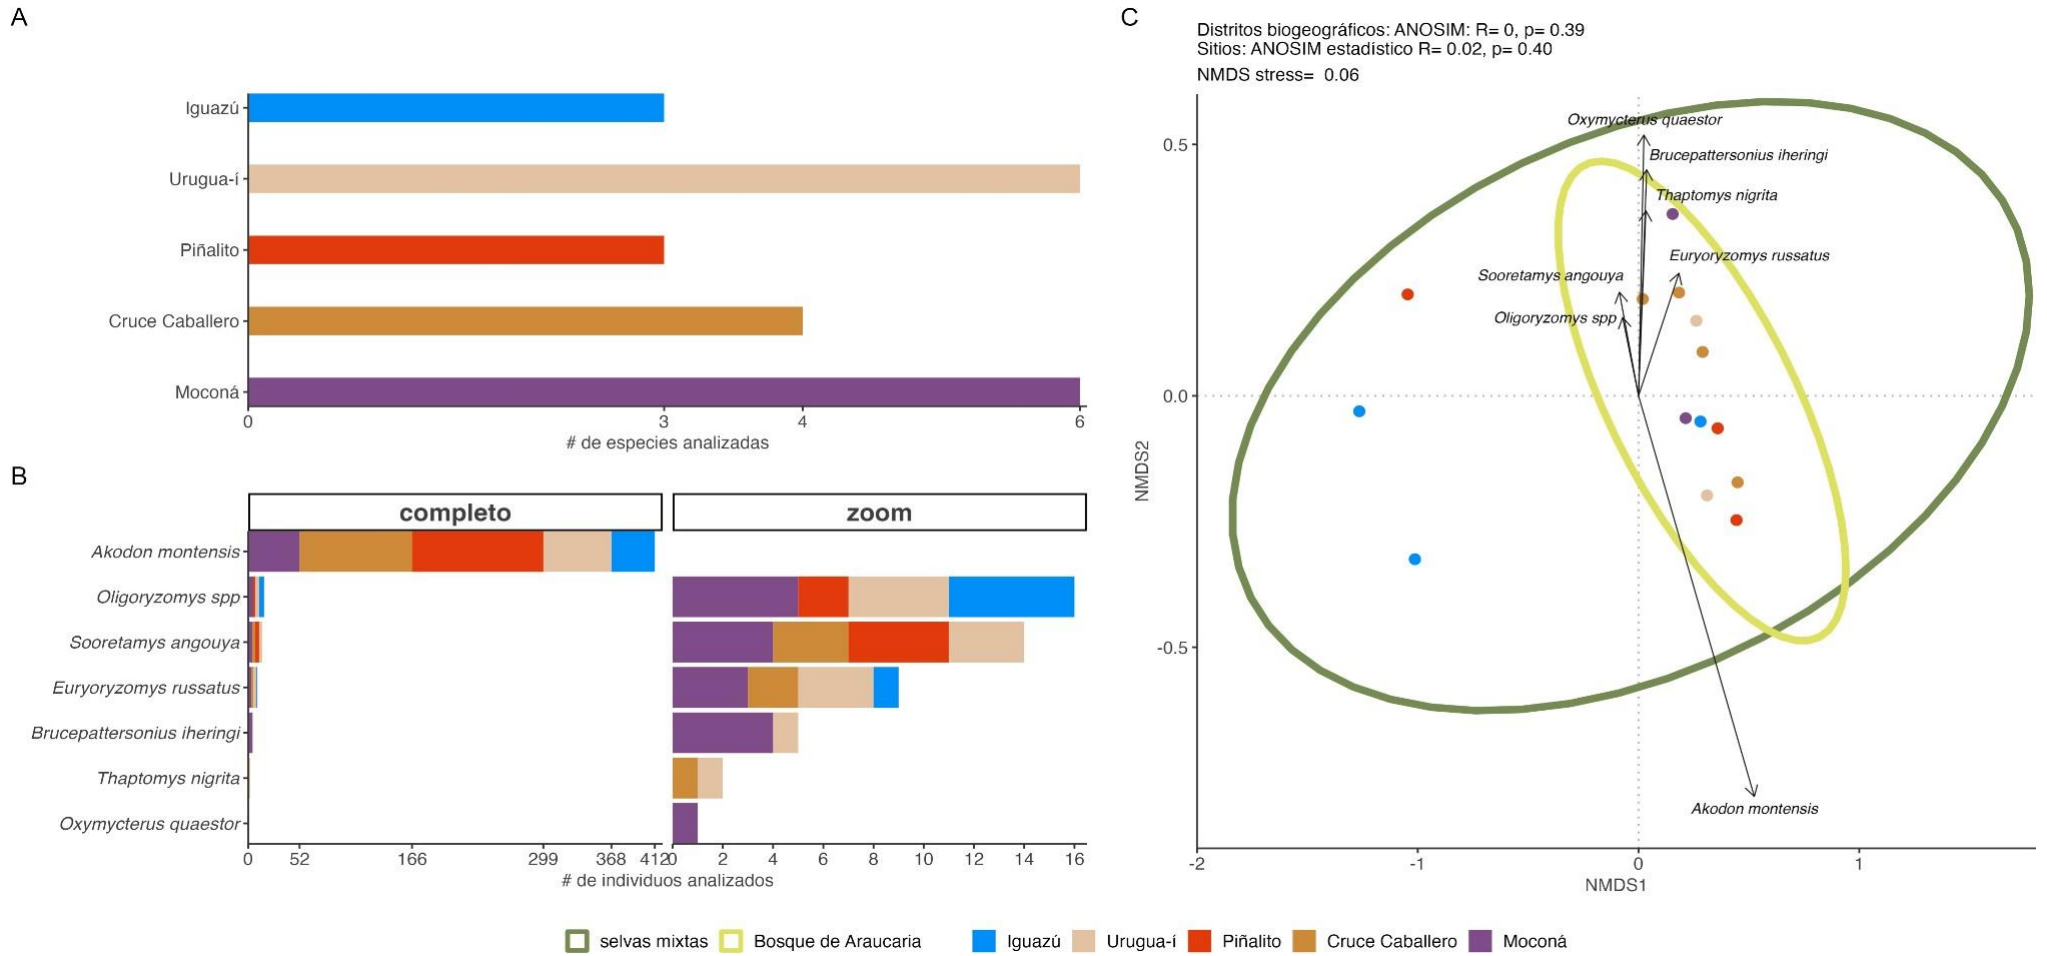 A
Iguazú
Urugua-í
Piñalito
Cruce Caballero
Moconá
0 3 4 6
# de especies analizadas
B
completo zoom
Akodon montensis
Oligoryzomys spp
Sooretamys angouya
Euryoryzomys russatus
Brucepattersonius iheringi
Thaptomys nigrita
Oxymycterus quaestor
0 52 166 299 368 412
0 2 4 6 8 10 12 14 16
# de individuos analizados
C
Distritos biogeográficos: ANOSIM: R= 0, p= 0.39
Sitios: ANOSIM estadístico R= 0.02, p= 0.40
NMDS stress= 0.06
Oxymycterus quaestor
0.5
Brucepattersonius iheringi
Thaptomys nigrita
Euryoryzomys russatus
Sooretamys angouya
Oligoryzomys spp
0.0
NMDS2
-0.5
Akodon montensis
-2 -1 0 1
NMDS1
selvas mixtas Bosque de Araucaria Iguazú Urugua-í Piñalito Cruce Caballero Moconá